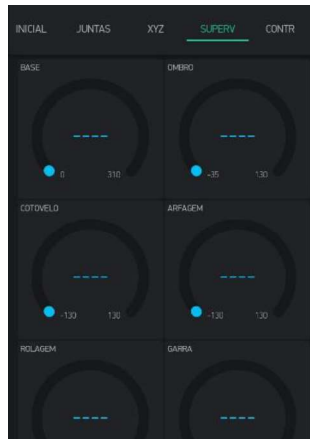 INICIAL JUNTAS XYZ SUPERV CONTR
BASE OMBRO
---- ----
0 310 -35 130
COTOVELO ARFAGEM
---- ----
-130 130 -130 130
ROLAGEM GARRA
---- ----